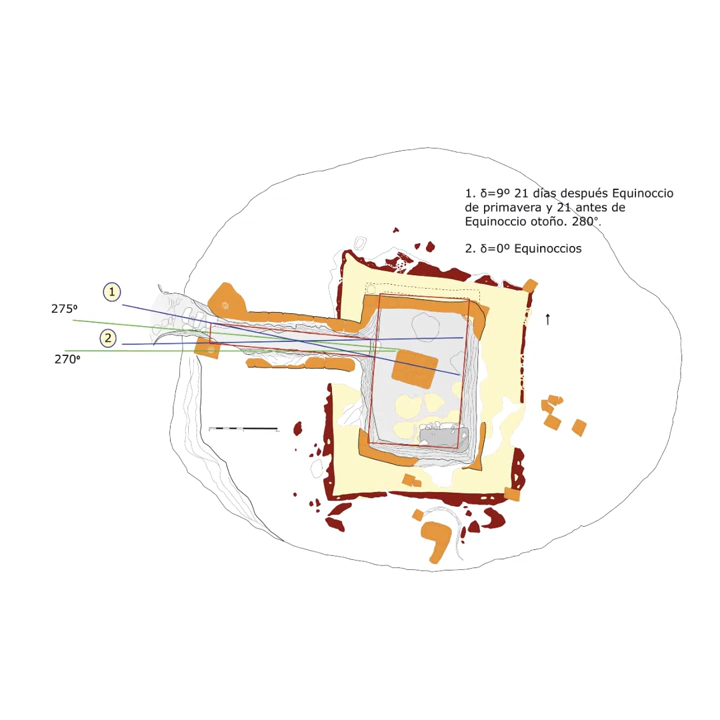 1. δ=9º 21 días después Equinoccio
de primavera y 21 antes de
Equinoccio otoño. 280°.
2. δ=0º Equinoccios
1
275º
2
270º